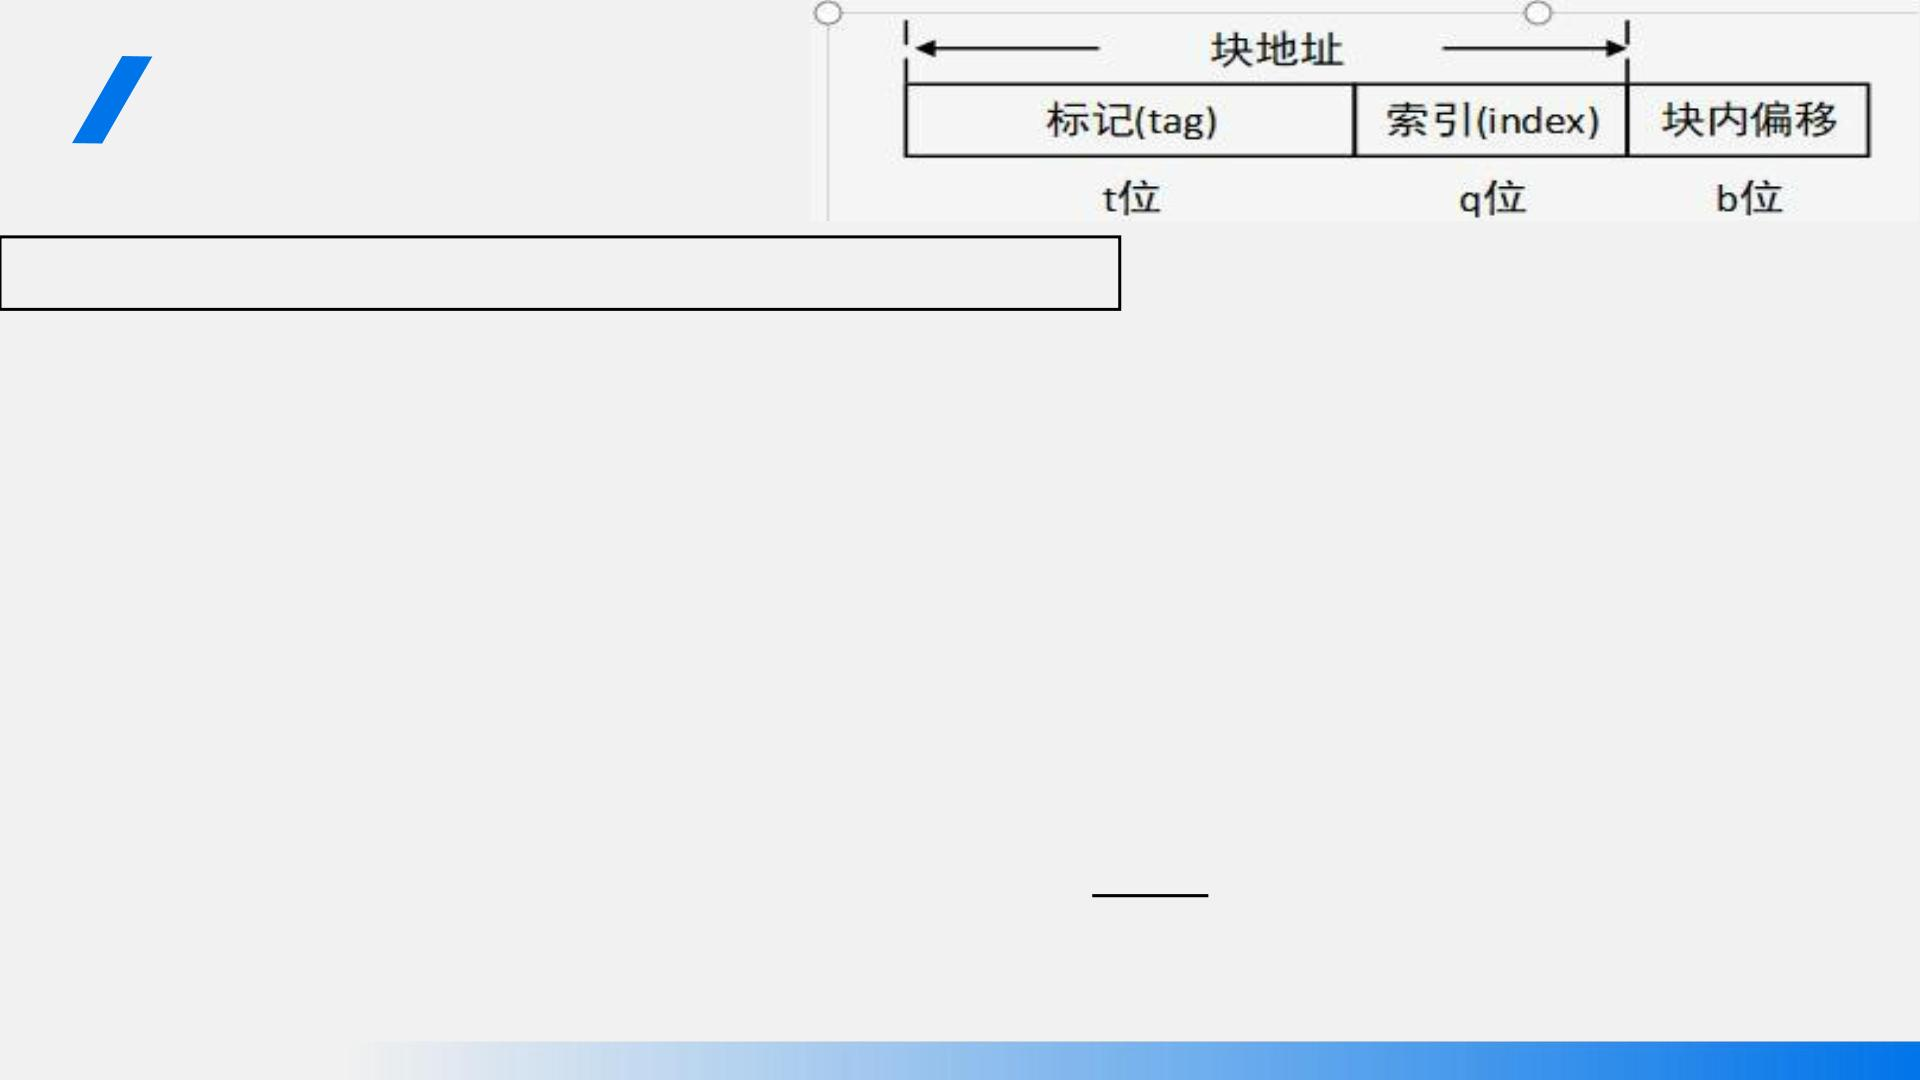 块地址
标记(tag) 索引(index) 块内偏移
t位 q位 b位